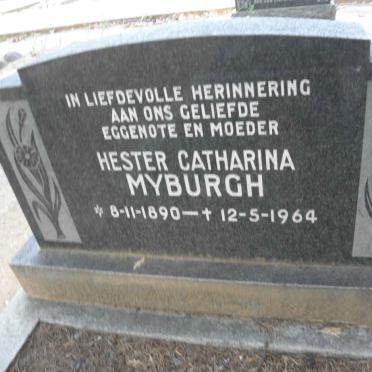 IN LIEFDEVOLLE HERINNERING
AAN ONS GELIEFDE
EGGENOTE EN MOEDER
HESTER CATHARINA
MYBURGH
* 8-11-1890 — † 12-5-1964